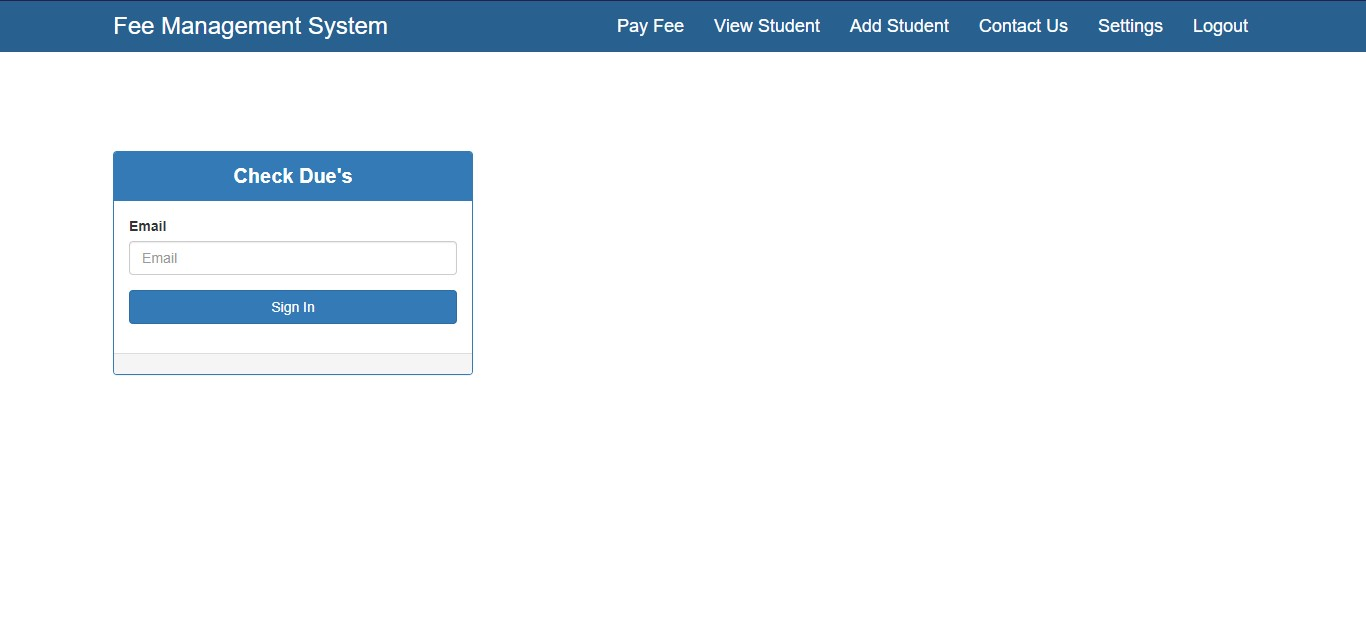 Fee Management System Pay Fee View Student Add Student Contact Us Settings Logout
Check Due's
Email
Email
Sign In